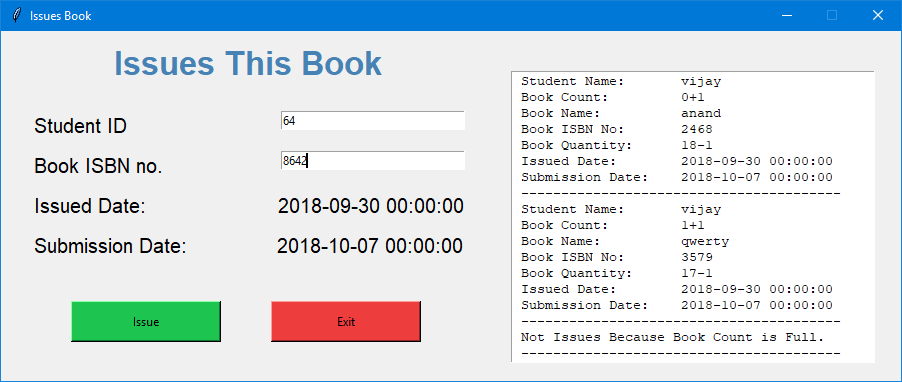 Issues Book
Issues This Book
Student ID 64
Book ISBN no. 8642
Issued Date: 2018-09-30 00:00:00
Submission Date: 2018-10-07 00:00:00
Issue Exit
Student Name: vijay
Book Count: 0+1
Book Name: anand
Book ISBN No: 2468
Book Quantity: 18-1
Issued Date: 2018-09-30 00:00:00
Submission Date: 2018-10-07 00:00:00
----------------------------------------
Student Name: vijay
Book Count: 1+1
Book Name: qwerty
Book ISBN No: 3579
Book Quantity: 17-1
Issued Date: 2018-09-30 00:00:00
Submission Date: 2018-10-07 00:00:00
----------------------------------------
Not Issues Because Book Count is Full.
----------------------------------------